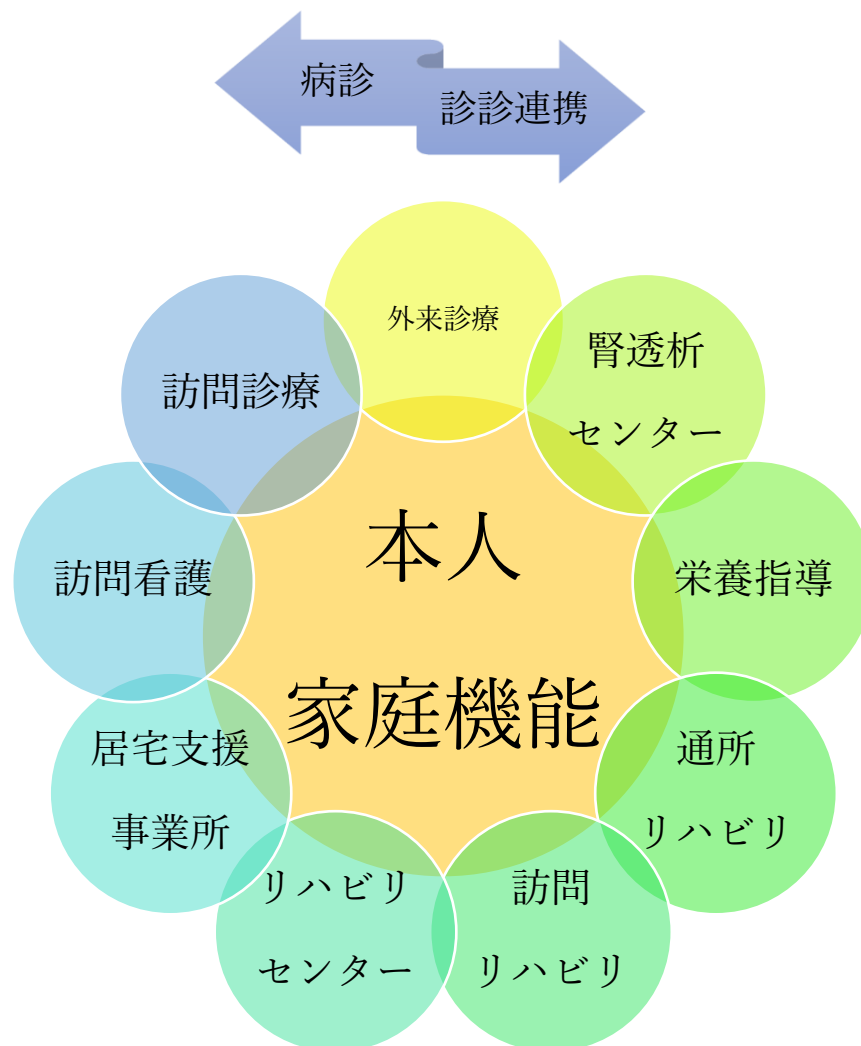 病診
診診連携
外来診療
腎透析
センター
訪問診療
本人
家庭機能
訪問看護
栄養指導
居宅支援
事業所
通所
リハビリ
リハビリ
センター
訪問
リハビリ